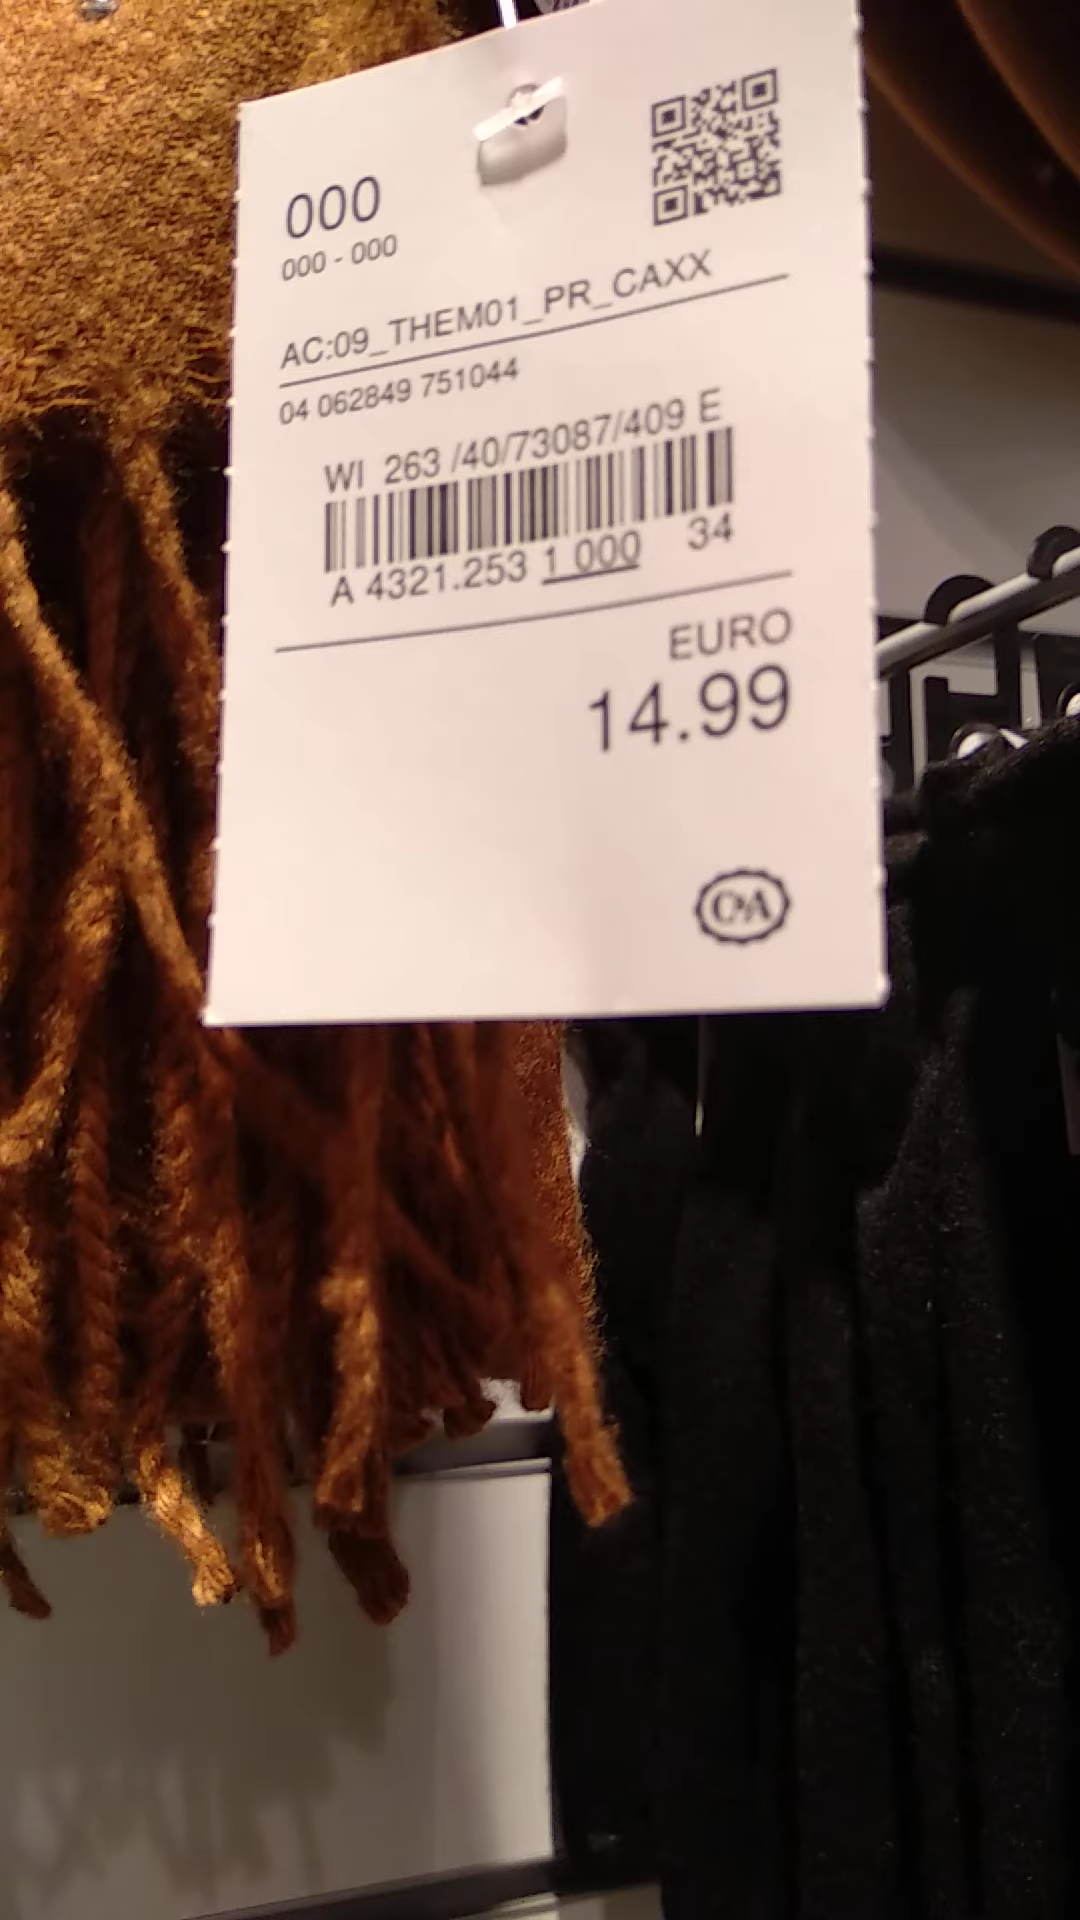 000
000 - 000
AC:09_THEM01_PR_CAXX
04 062849 751044
WI 263 /40/73087/409 E
A 4321.253 1 000 34
EURO
14.99
C&A